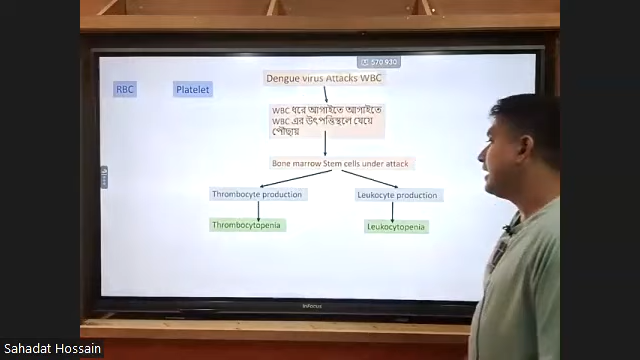 570.930
Dengue virus Attacks WBC
RBC
Platelet
WBC ধরে আগাইতে আগাইতে
WBC এর উৎপত্তিস্থলে যেয়ে
পৌছায়
Bone marrow Stem cells under attack
Thrombocyte production
Leukocyte production
Thrombocytopenia
Leukocytopenia
InFocus
Sahadat Hossain